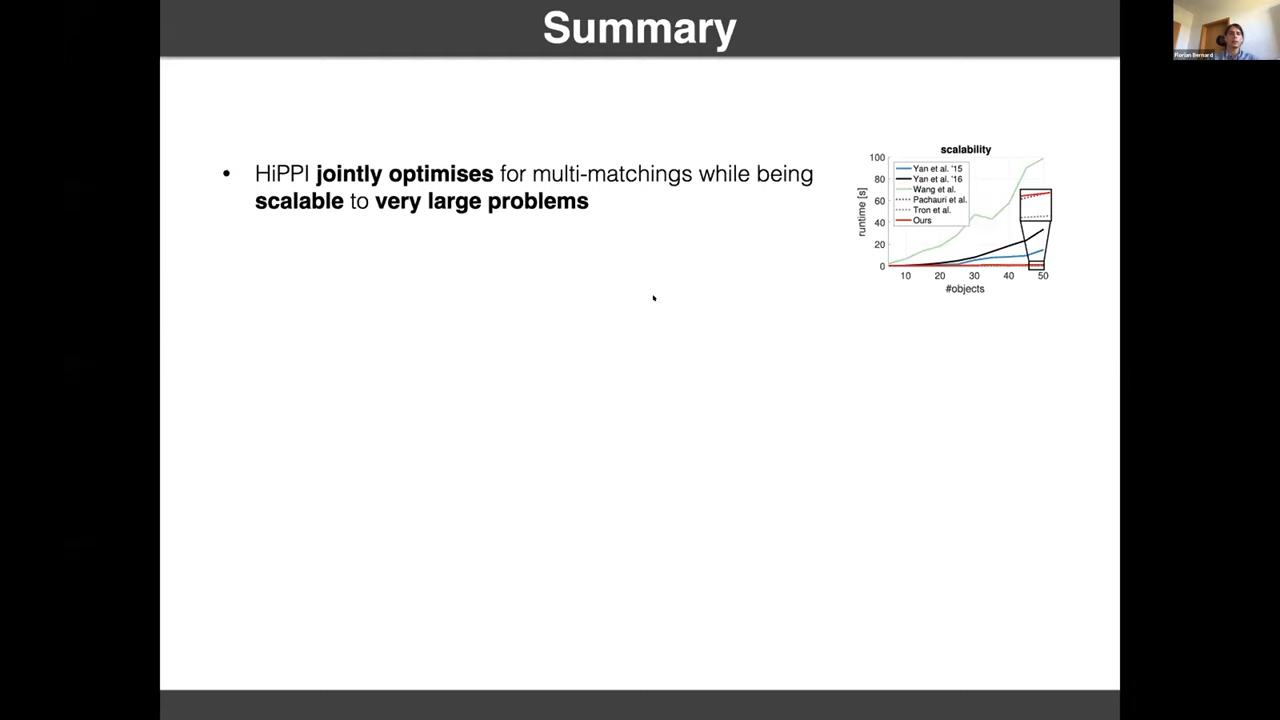 Summary
Florian Bernard
• HiPPI jointly optimises for multi-matchings while being
scalable to very large problems
scalability
100
80
60
40
20
0
runtime [s]
Yan et al. '15
Yan et al. '16
Wang et al.
Pachauri et al.
Tron et al.
Ours
10 20 30 40 50
#objects